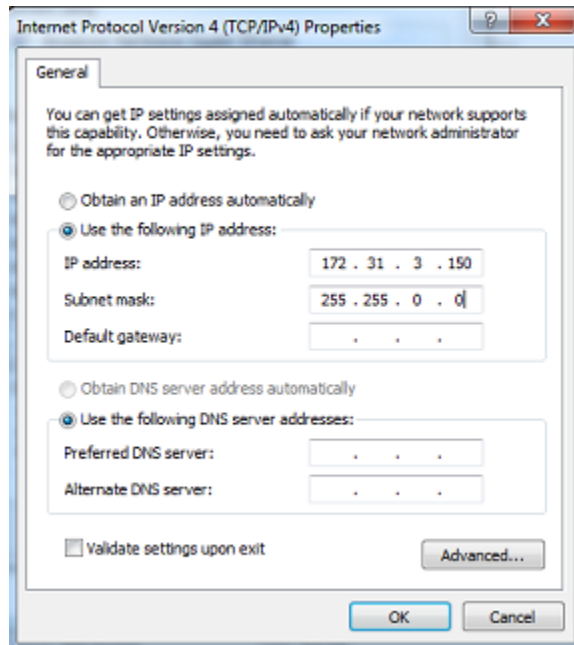 Internet Protocol Version 4 (TCP/IPv4) Properties
General
You can get IP settings assigned automatically if your network supports
this capability. Otherwise, you need to ask your network administrator
for the appropriate IP settings.
Obtain an IP address automatically
Use the following IP address:
IP address: 172 . 31 . 3 . 150
Subnet mask: 255 . 255 . 0 . 0
Default gateway: . . .
Obtain DNS server address automatically
Use the following DNS server addresses:
Preferred DNS server: . . .
Alternate DNS server: . . .
Validate settings upon exit
Advanced...
OK Cancel